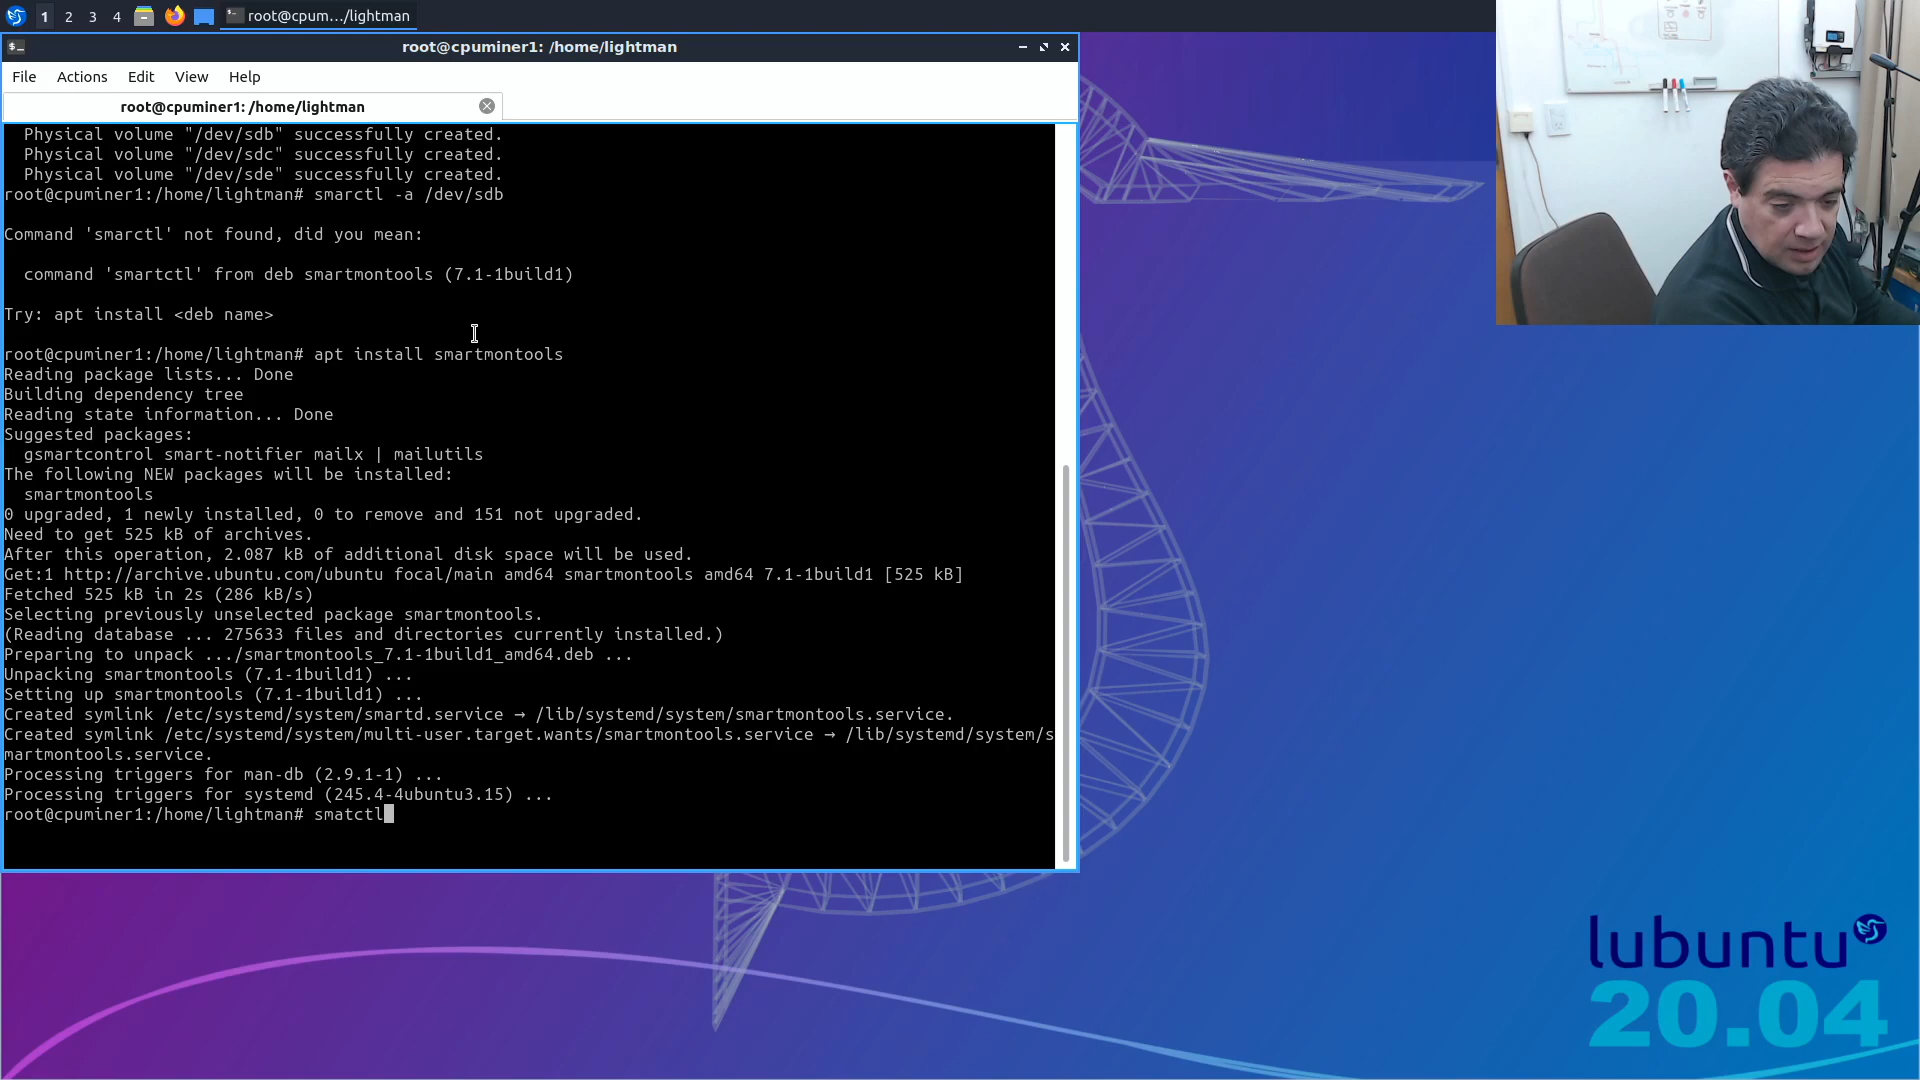 1 2 3 4 root@cpum.../lightman
root@cpuminer1: /home/lightman
File Actions Edit View Help
root@cpuminer1: /home/lightman
Physical volume "/dev/sdb" successfully created.
Physical volume "/dev/sdc" successfully created.
Physical volume "/dev/sde" successfully created.
root@cpuminer1:/home/lightman# smarctl -a /dev/sdb
Command 'smarctl' not found, did you mean:
command 'smartctl' from deb smartmontools (7.1-1build1)
Try: apt install <deb name>
root@cpuminer1:/home/lightman# apt install smartmontools
Reading package lists... Done
Building dependency tree
Reading state information... Done
Suggested packages:
gsmartcontrol smart-notifier mailx | mailutils
The following NEW packages will be installed:
smartmontools
0 upgraded, 1 newly installed, 0 to remove and 151 not upgraded.
Need to get 525 kB of archives.
After this operation, 2.087 kB of additional disk space will be used.
Get:1 http://archive.ubuntu.com/ubuntu focal/main amd64 smartmontools amd64 7.1-1build1 [525 kB]
Fetched 525 kB in 2s (286 kB/s)
Selecting previously unselected package smartmontools.
(Reading database ... 275633 files and directories currently installed.)
Preparing to unpack .../smartmontools_7.1-1build1_amd64.deb ...
Unpacking smartmontools (7.1-1build1) ...
Setting up smartmontools (7.1-1build1) ...
Created symlink /etc/systemd/system/smartd.service → /lib/systemd/system/smartmontools.service.
Created symlink /etc/systemd/system/multi-user.target.wants/smartmontools.service → /lib/systemd/system/s
martmontools.service.
Processing triggers for man-db (2.9.1-1) ...
Processing triggers for systemd (245.4-4ubuntu3.15) ...
root@cpuminer1:/home/lightman# smatctl
lubuntu
20.04